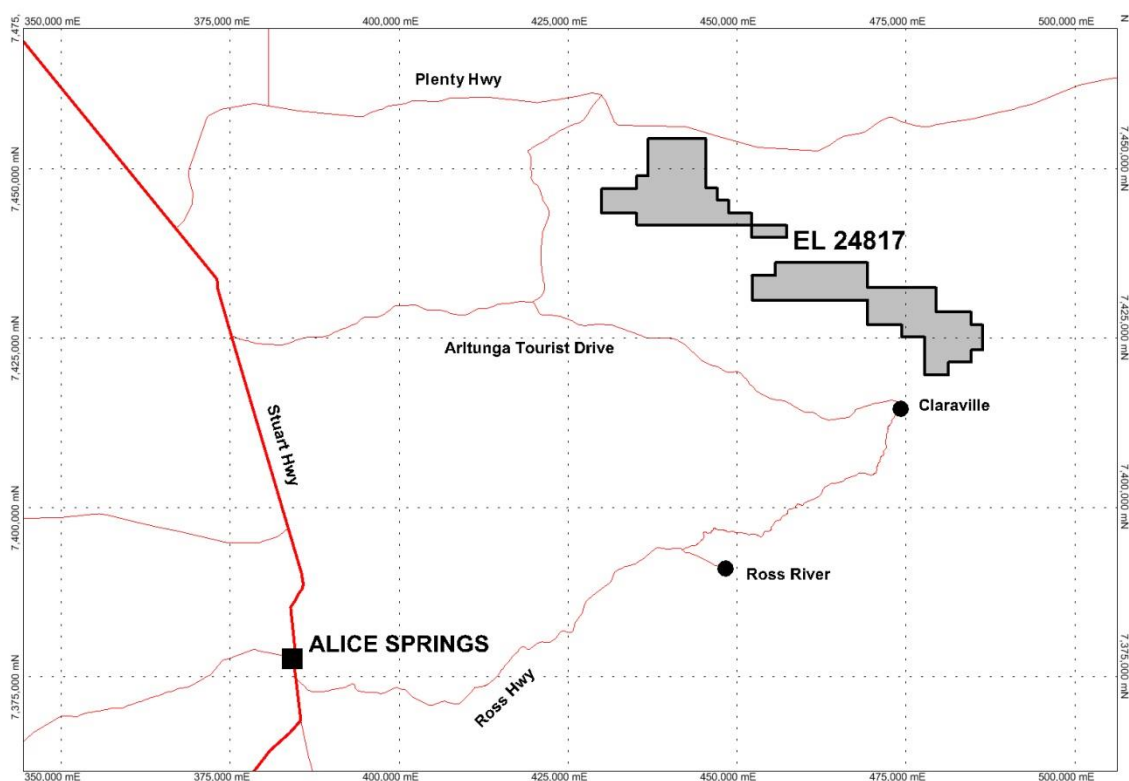 350,000 mE
375,000 mE
400,000 mE
425,000 mE
450,000 mE
475,000 mE
500,000 mE
N
7,475,
Plenty Hwy
7,450,000 mN
7,450,000 mN
EL 24817
7,425,000 mN
7,425,000 mN
Arltunga Tourist Drive
Claraville
Stuart Hwy
7,400,000 mN
7,400,000 mN
Ross River
ALICE SPRINGS
7,375,000 mN
7,375,000 mN
Ross Hwy
350,000 mE
375,000 mE
400,000 mE
425,000 mE
450,000 mE
475,000 mE
500,000 mE